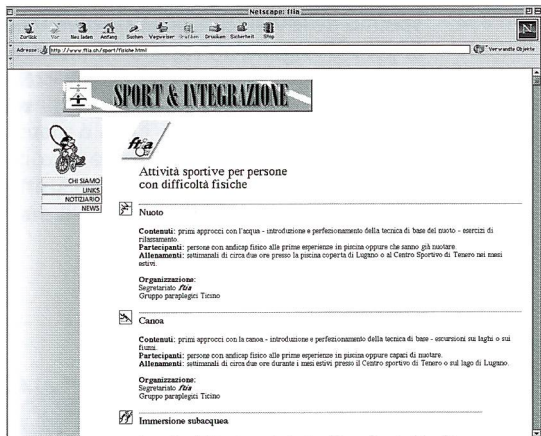 Netscape: ftia
Zurück Vor Neu laden Anfang Suchen Wegweiser Grafiken Drucken Sicherheit Stop
N
Adresse: http://www.ftia.ch/sport/fisiche.html Verwandte Objekte
SPORT & INTEGRAZIONE
ftia
CHI SIAMO
LINKS
NOTIZIARIO
NEWS
Attività sportive per persone
con difficoltà fisiche
Nuoto
Contenuti: primi approcci con l'acqua - introduzione e perfezionamento della tecnica di base del nuoto - esercizi di
rilassamento.
Partecipanti: persone con andicap fisico alle prime esperienze in piscina oppure che sanno già nuotare.
Allenamenti: settimanali di circa due ore presso la piscina coperta di Lugano o al Centro Sportivo di Tenero nei mesi
estivi.
Organizzazione:
Segretariato ftia
Gruppo paraplegici Ticino
Canoa
Contenuti: primi approcci con la canoa - introduzione e perfezionamento della tecnica di base - escursioni sui laghi o sui
fiumi.
Partecipanti: persone con andicap fisico alle prime esperienze in piscina oppure capaci di nuotare.
Allenamenti: settimanali di circa due ore durante i mesi estivi presso il Centro sportivo di Tenero o sul lago di Lugano.
Organizzazione:
Segretariato ftia
Gruppo paraplegici Ticino
Immersione subacquea